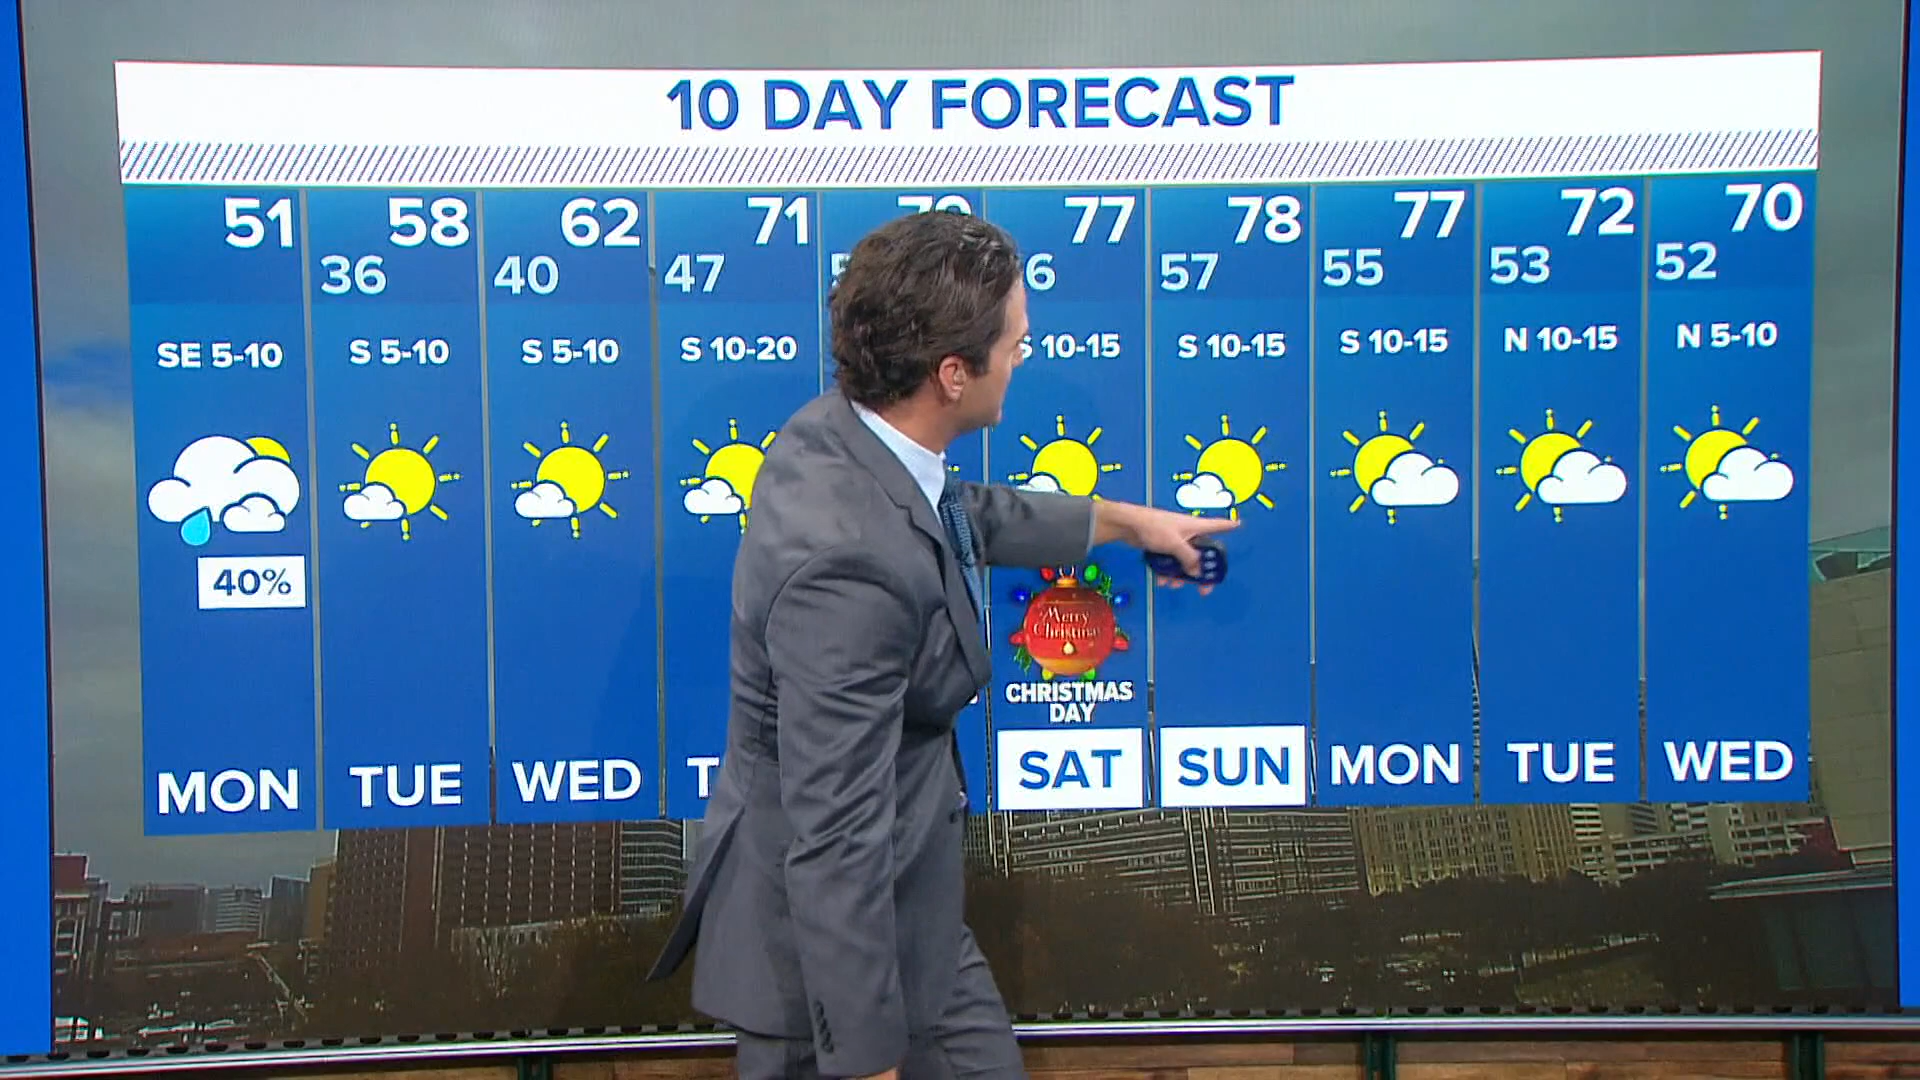 10 DAY FORECAST
51 58 62 71 77 78 77 72 70
36 40 47 57 55 53 52
SE 5-10 S 5-10 S 5-10 S 10-20 S 10-15 S 10-15 S 10-15 N 10-15 N 5-10
40%
Merry
Christmas
CHRISTMAS
DAY
MON TUE WED SAT SUN MON TUE WED